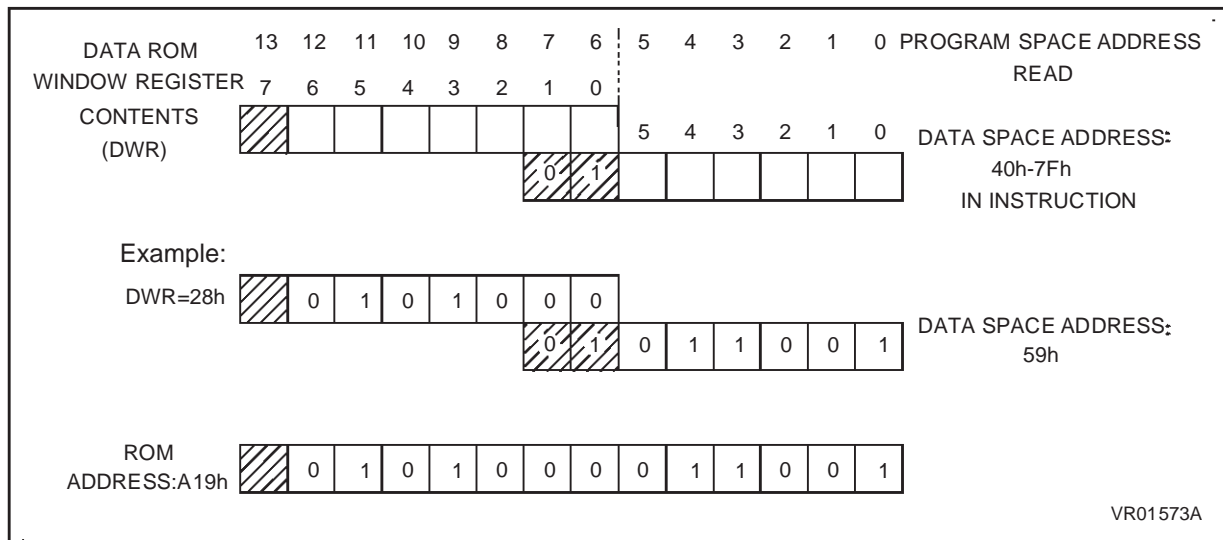 DATA ROM 13 12 11 10 9 8 7 6 5 4 3 2 1 0 PROGRAM SPACE ADDRESS
WINDOW REGISTER 7 6 5 4 3 2 1 0 READ
CONTENTS
(DWR)
5 4 3 2 1 0 DATA SPACE ADDRESS:
0 1 40h-7Fh
IN INSTRUCTION
Example:
DWR=28h 0 1 0 1 0 0 0
0 1 0 1 1 0 0 1 DATA SPACE ADDRESS:
59h
ROM
ADDRESS:A19h 0 1 0 1 0 0 0 0 1 1 0 0 1
VR01573A